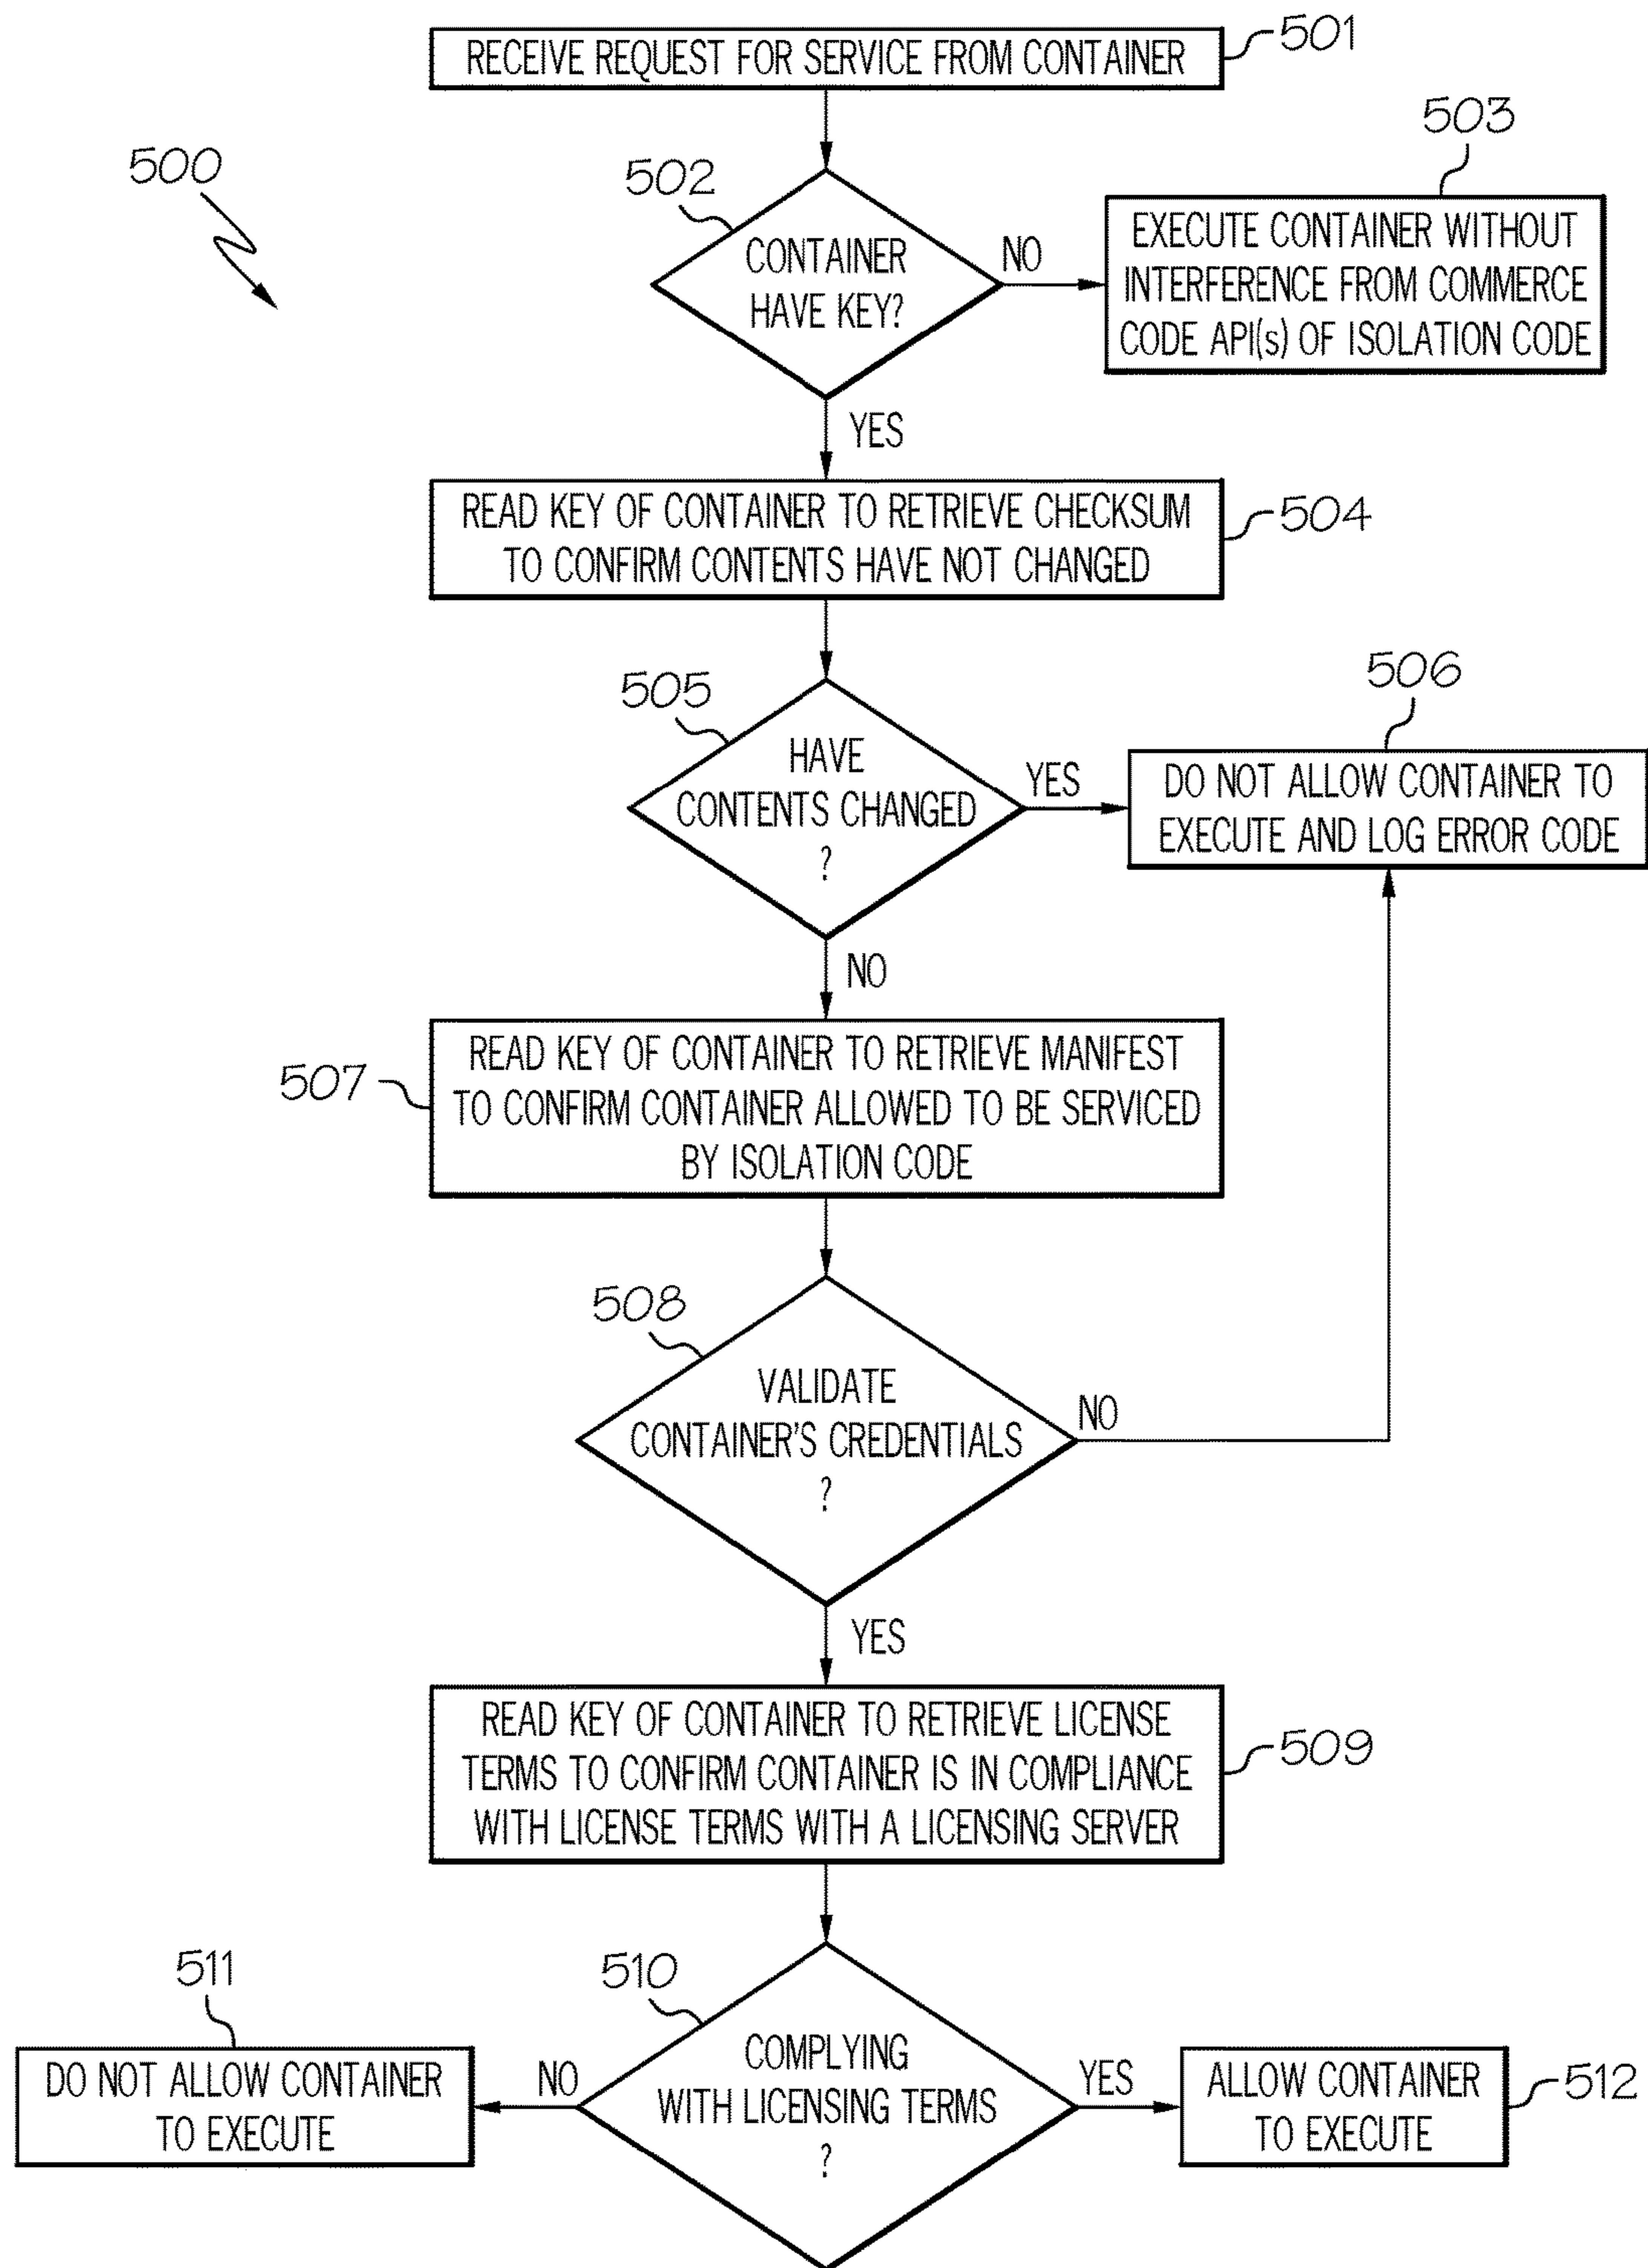 RECEIVE REQUEST FOR SERVICE FROM CONTAINER
501
500
502
CONTAINER
HAVE KEY?
NO
503
EXECUTE CONTAINER WITHOUT
INTERFERENCE FROM COMMERCE
CODE API(s) OF ISOLATION CODE
YES
READ KEY OF CONTAINER TO RETRIEVE CHECKSUM
TO CONFIRM CONTENTS HAVE NOT CHANGED
504
505
HAVE
CONTENTS CHANGED
?
YES
506
DO NOT ALLOW CONTAINER TO
EXECUTE AND LOG ERROR CODE
NO
507
READ KEY OF CONTAINER TO RETRIEVE MANIFEST
TO CONFIRM CONTAINER ALLOWED TO BE SERVICED
BY ISOLATION CODE
508
VALIDATE
CONTAINER'S CREDENTIALS
?
NO
YES
READ KEY OF CONTAINER TO RETRIEVE LICENSE
TERMS TO CONFIRM CONTAINER IS IN COMPLIANCE
WITH LICENSE TERMS WITH A LICENSING SERVER
509
510
COMPLYING
WITH LICENSING TERMS
?
NO
511
DO NOT ALLOW CONTAINER
TO EXECUTE
YES
ALLOW CONTAINER
TO EXECUTE
512